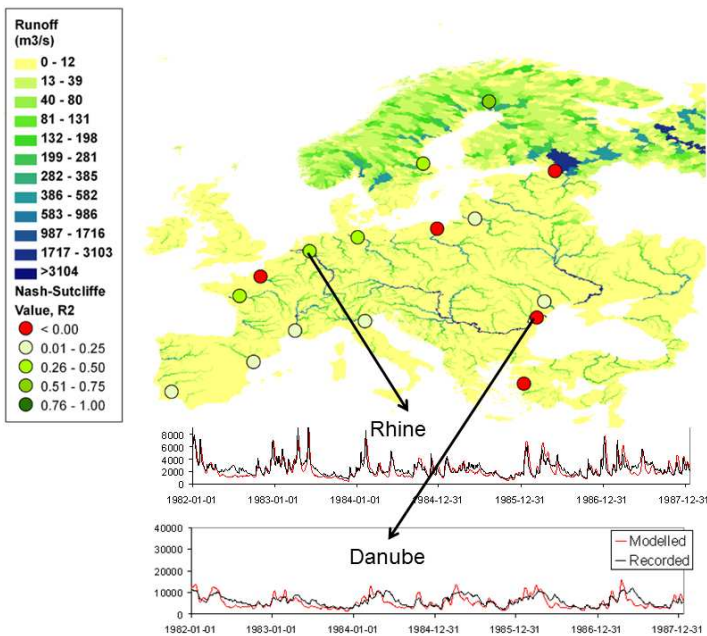 Runoff
(m3/s)
0 - 12
13 - 39
40 - 80
81 - 131
132 - 198
199 - 281
282 - 385
386 - 582
583 - 986
987 - 1716
1717 - 3103
>3104
Nash-Sutcliffe
Value, R2
< 0.00
0.01 - 0.25
0.26 - 0.50
0.51 - 0.75
0.76 - 1.00
Rhine
8000
6000
4000
2000
0
1982-01-01 1983-01-01 1984-01-01 1984-12-31 1985-12-31 1986-12-31 1987-12-31
Danube
Modelled
Recorded
40000
30000
20000
10000
0
1982-01-01 1983-01-01 1984-01-01 1984-12-31 1985-12-31 1986-12-31 1987-12-31